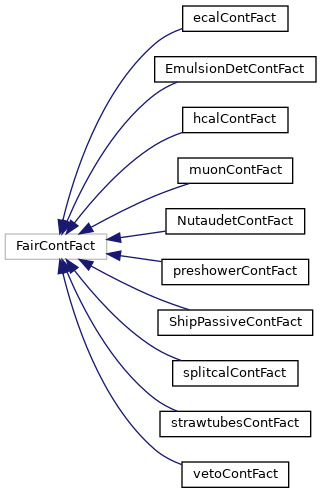 ecalContFact
EmulsionDetContFact
hcalContFact
muonContFact
NutaudetContFact
FairContFact
preshowerContFact
ShipPassiveContFact
splitcalContFact
strawtubesContFact
vetoContFact